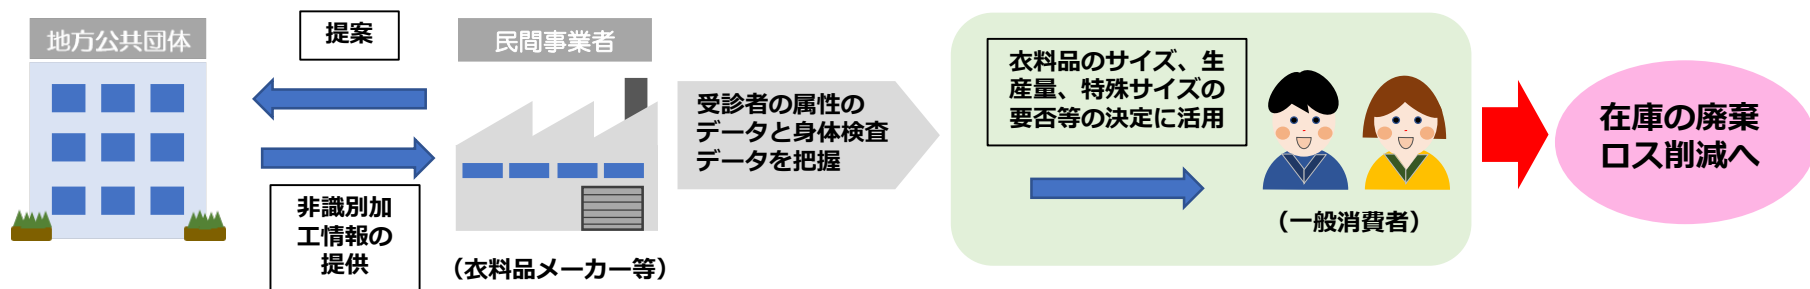 地方公共団体
提案
非識別加
工情報の
提供
民間事業者
（衣料品メーカー等）
受診者の属性の
データと身体検査
データを把握
衣料品のサイズ、生
産量、特殊サイズの
要否等の決定に活用
（一般消費者）
在庫の廃棄
ロス削減へ